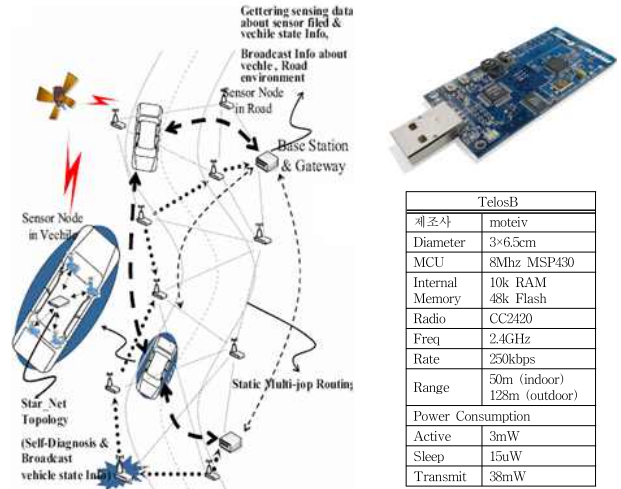 Gettering sensing data
about sensor filed &
vechile state Info,
Broadcast Info about
vechle , Road
environment
Sensor Node
in Road
Base Station
& Gateway
Sensor Node
in Vechile
Static Multi-jop Routing
Star_Net
Topology
(Self-Diagnosis &
Broadcast
vehicle state Info)
TelosB
제조사 moteiv
Diameter 3×6.5cm
MCU 8Mhz MSP430
Internal Memory 10k RAM 48k Flash
Radio CC2420
Freq 2.4GHz
Rate 250kbps
Range 50m (indoor) 128m (outdoor)
Power Consumption
Active 3mW
Sleep 15uW
Transmit 38mW